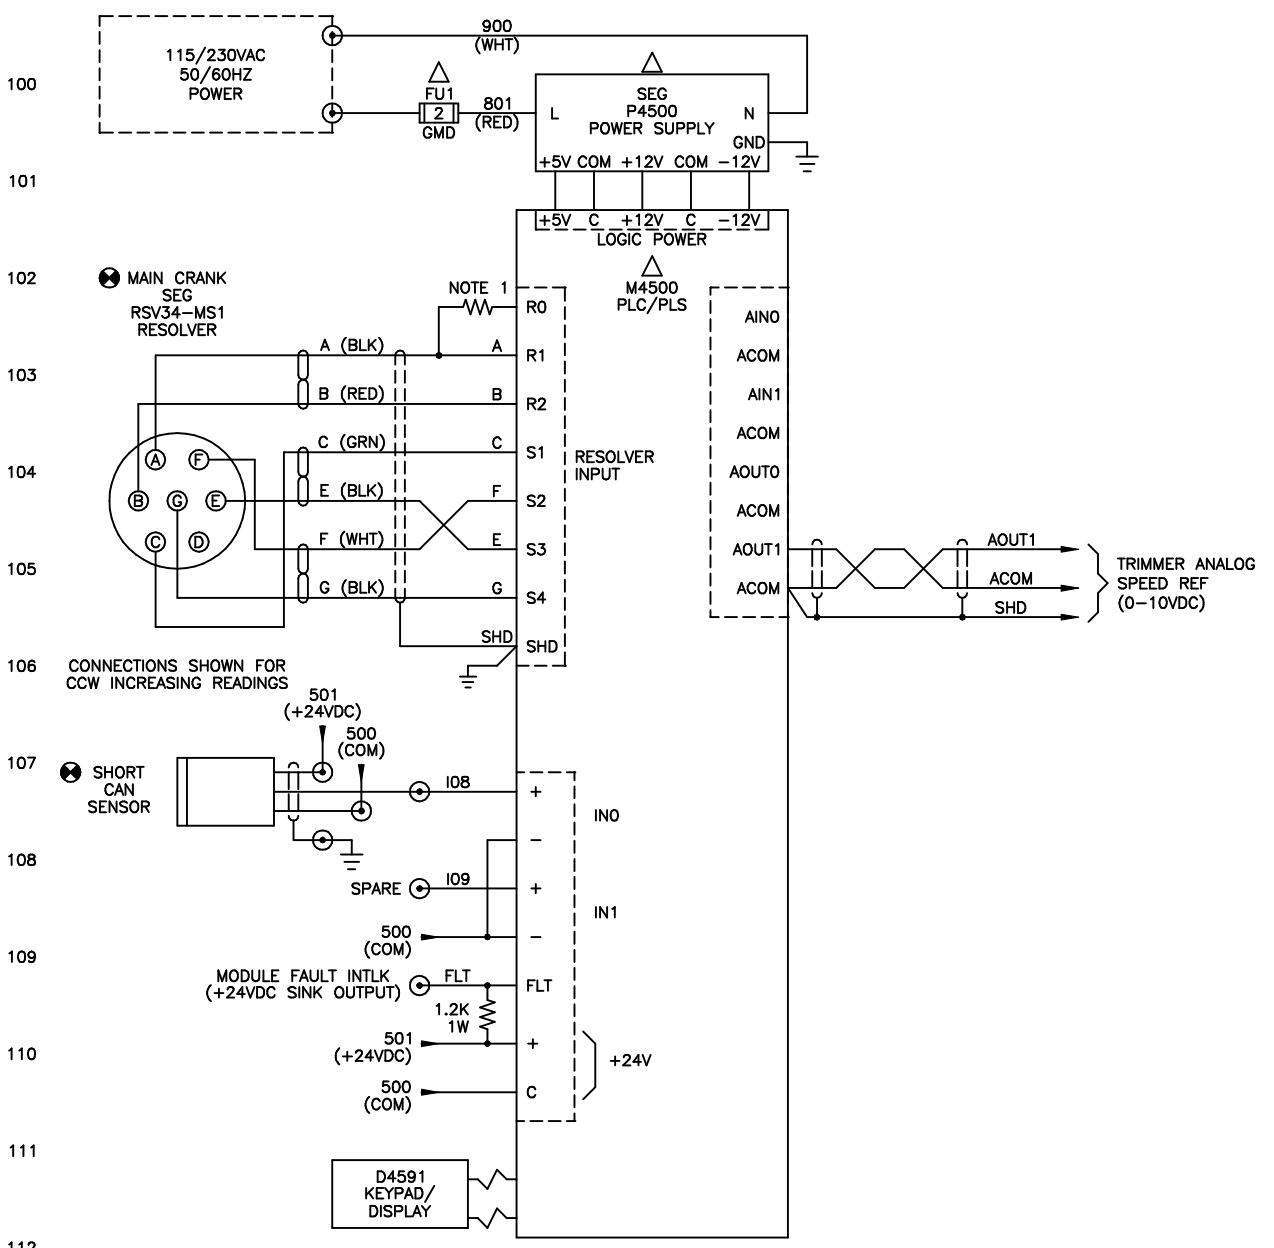 900
(WHT)
115/230VAC
50/60HZ
POWER
100
FU1
2
GMD
801
(RED)
SEG
P4500
POWER SUPPLY
L
N
GND
+5V COM +12V COM -12V
101
+5V C +12V C -12V
LOGIC POWER
102
MAIN CRANK
SEG
RSV34-MS1
RESOLVER
NOTE 1
R0
M4500
PLC/PLS
AIN0
A (BLK)
A
R1
ACOM
103
B (RED)
B
R2
AIN1
C (GRN)
C
S1
ACOM
RESOLVER
INPUT
104
A
F
B
G
E
C
D
E (BLK)
F
S2
AOUT0
ACOM
F (WHT)
E
S3
AOUT1
AOUT1
105
G (BLK)
G
S4
ACOM
ACOM
SHD
TRIMMER ANALOG
SPEED REF
(0-10VDC)
SHD
SHD
106
CONNECTIONS SHOWN FOR
CCW INCREASING READINGS
501
(+24VDC)
500
(COM)
107
SHORT
CAN
SENSOR
I08
+
IN0
-
108
SPARE
I09
+
IN1
500
(COM)
-
109
MODULE FAULT INTLK
(+24VDC SINK OUTPUT)
FLT
FLT
1.2K
1W
110
501
(+24VDC)
+
+24V
500
(COM)
C
111
D4591
KEYPAD/
DISPLAY
112